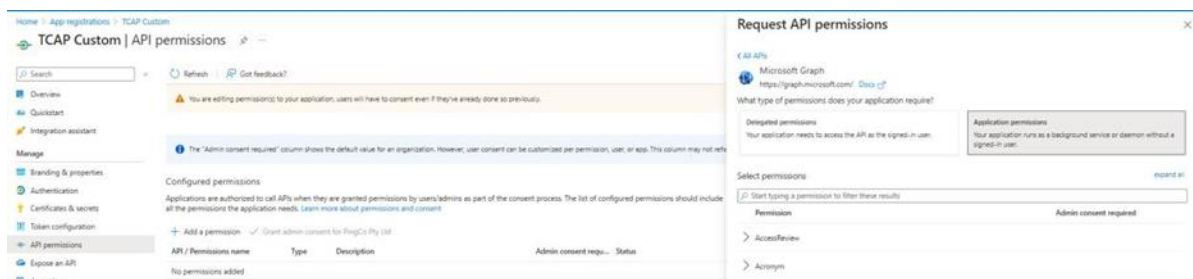 Home > App registrations > TCAP Custom
TCAP Custom | API permissions
Search
Overview
Quickstart
Integration assistant
Manage
Branding & properties
Authentication
Certificates & secrets
Token configuration
API permissions
Expose an API
Refresh
Got feedback?
You are editing permission(s) to your application, users will have to consent even if they've already done so previously.
The "Admin consent required" column shows the default value for an organization. However, user consent can be customized per permission, user, or app. This column may not refle
Configured permissions
Applications are authorized to call APIs when they are granted permissions by users/admins as part of the consent process. The list of configured permissions should include
all the permissions the application needs. Learn more about permissions and consent
+ Add a permission ✓ Grant admin consent for PingCo Pty Ltd
API / Permissions name Type Description Admin consent requ... Status
No permissions added
Request API permissions
< All APIs
Microsoft Graph
https://graph.microsoft.com/ Docs
What type of permissions does your application require?
Delegated permissions
Your application needs to access the API as the signed-in user.
Application permissions
Your application runs as a background service or daemon without a
signed-in user.
Select permissions expand all
Start typing a permission to filter these results
Permission Admin consent required
> AccessReview
> Acronym